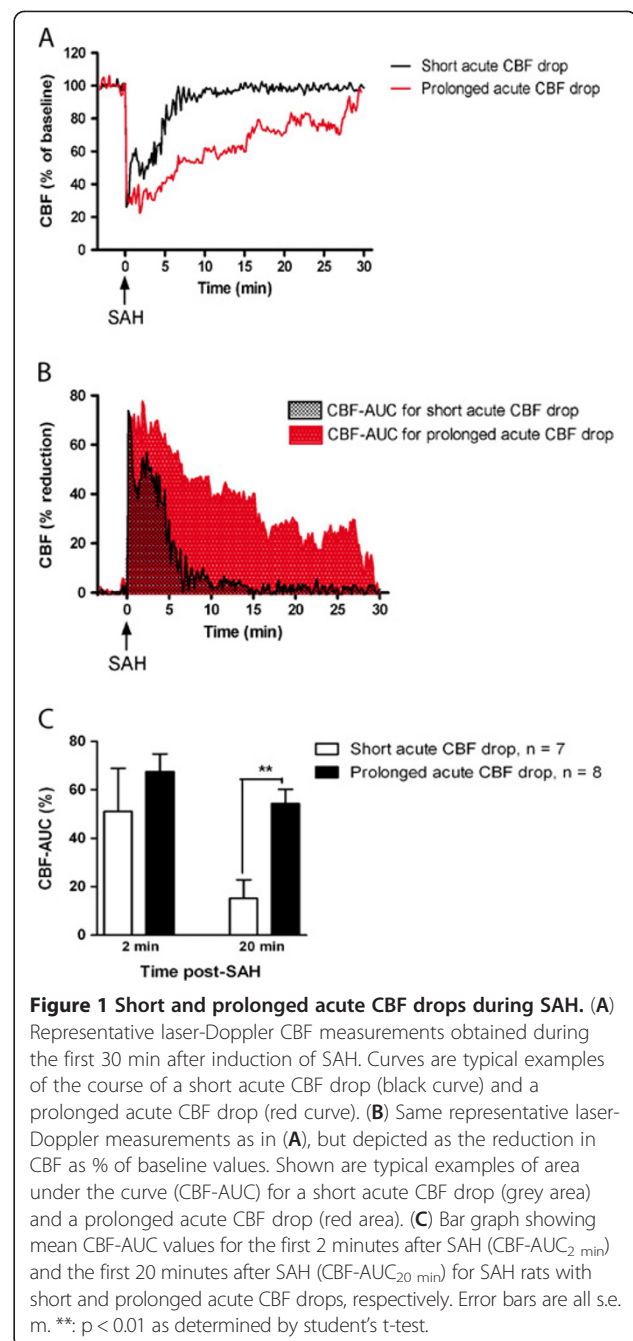 A
120
100
80
60
40
20
0
CBF (% of baseline)
Short acute CBF drop
Prolonged acute CBF drop
0 5 10 15 20 25 30
Time (min)
SAH
B
80
60
40
20
0
CBF (% reduction)
CBF-AUC for short acute CBF drop
CBF-AUC for prolonged acute CBF drop
0 5 10 15 20 25 30
Time (min)
SAH
C
80
60
40
20
0
CBF-AUC (%)
**
Short acute CBF drop, n = 7
Prolonged acute CBF drop, n = 8
2 min 20 min
Time post-SAH
Figure 1 Short and prolonged acute CBF drops during SAH. (A)
Representative laser-Doppler CBF measurements obtained during
the first 30 min after induction of SAH. Curves are typical examples
of the course of a short acute CBF drop (black curve) and a
prolonged acute CBF drop (red curve). (B) Same representative laser-
Doppler measurements as in (A), but depicted as the reduction in
CBF as % of baseline values. Shown are typical examples of area
under the curve (CBF-AUC) for a short acute CBF drop (grey area)
and a prolonged acute CBF drop (red area). (C) Bar graph showing
mean CBF-AUC values for the first 2 minutes after SAH (CBF-AUC2 min)
and the first 20 minutes after SAH (CBF-AUC20 min) for SAH rats with
short and prolonged acute CBF drops, respectively. Error bars are all s.e.
m. **: p < 0.01 as determined by student's t-test.